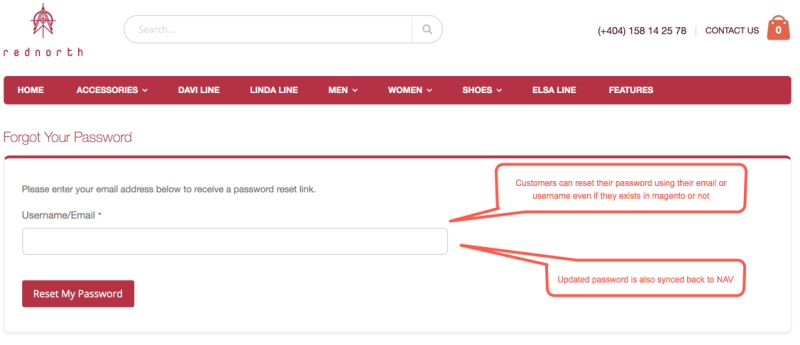 rednorth
Search...
(+404) 158 14 25 78
CONTACT US
0
HOME ACCESSORIES DAVI LINE LINDA LINE MEN WOMEN SHOES ELSA LINE FEATURES
Forgot Your Password
Please enter your email address below to receive a password reset link.
Customers can reset their password using their email or
username even if they exists in magento or not
Username/Email *
Updated password is also synced back to NAV
Reset My Password